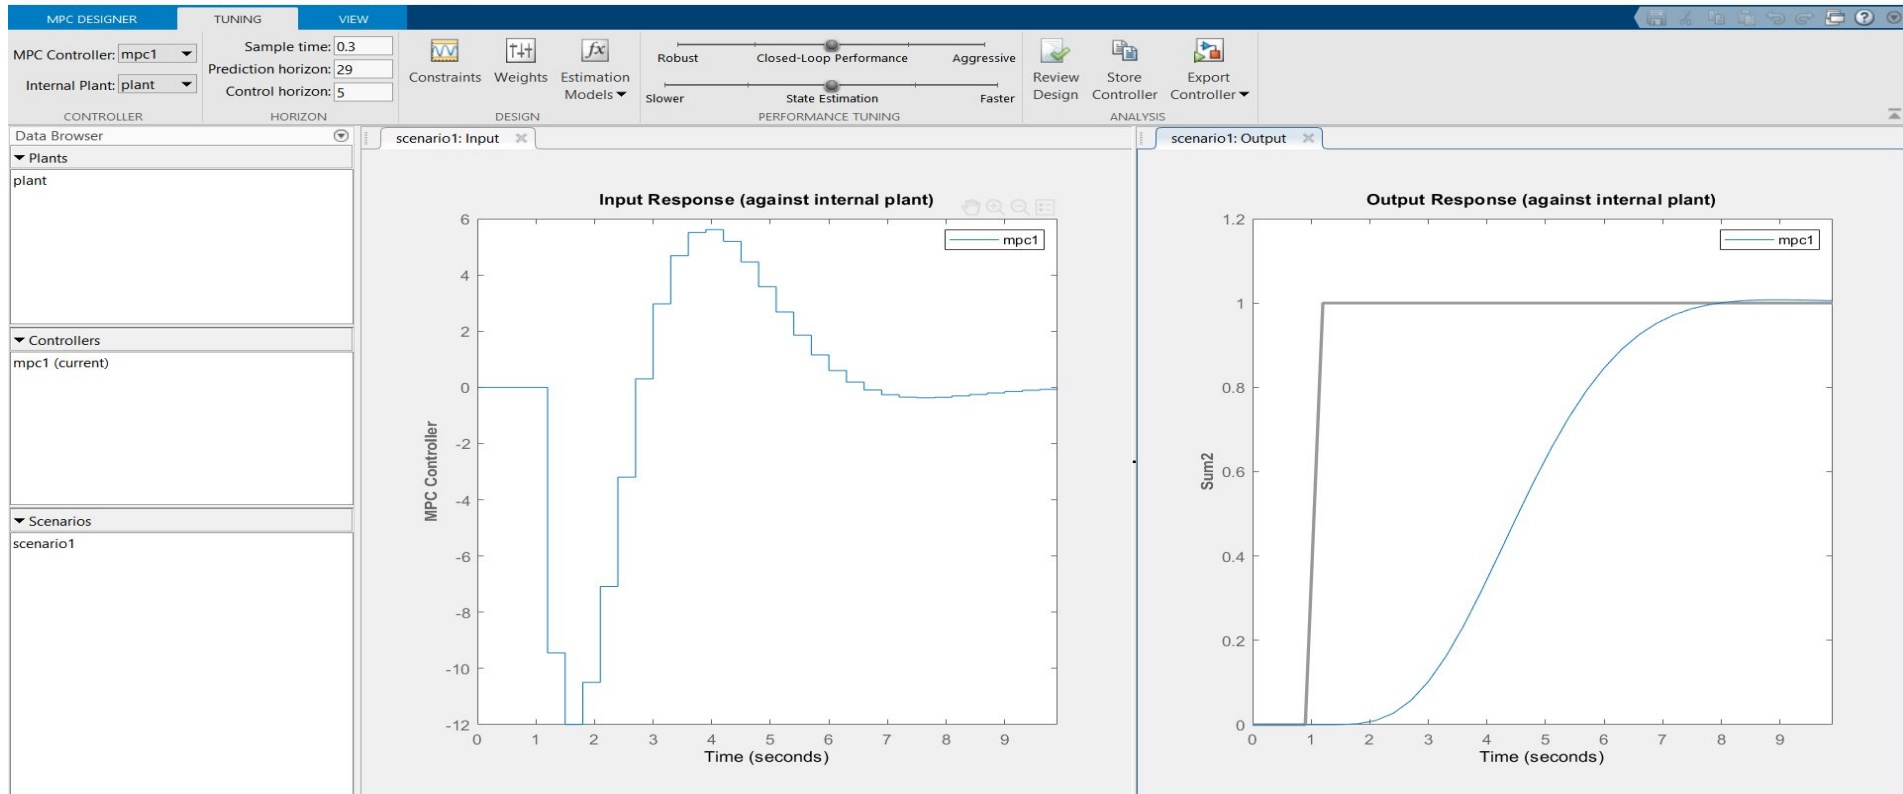 MPC DESIGNER TUNING VIEW
MPC Controller: mpc1
Internal Plant: plant
CONTROLLER
Sample time: 0.3
Prediction horizon: 29
Control horizon: 5
HORIZON
Constraints Weights Estimation
Models
DESIGN
Robust Closed-Loop Performance Aggressive
Slower State Estimation Faster
PERFORMANCE TUNING
Review Store Export
Design Controller Controller
ANALYSIS
Data Browser
Plants
plant
Controllers
mpc1 (current)
Scenarios
scenario1
scenario1: Input
Input Response (against internal plant)
mpc1
6
4
2
0
-2
-4
-6
-8
-10
-12
MPC Controller
0 1 2 3 4 5 6 7 8 9
Time (seconds)
scenario1: Output
Output Response (against internal plant)
mpc1
1.2
1
0.8
0.6
0.4
0.2
0
Sum2
0 1 2 3 4 5 6 7 8 9
Time (seconds)